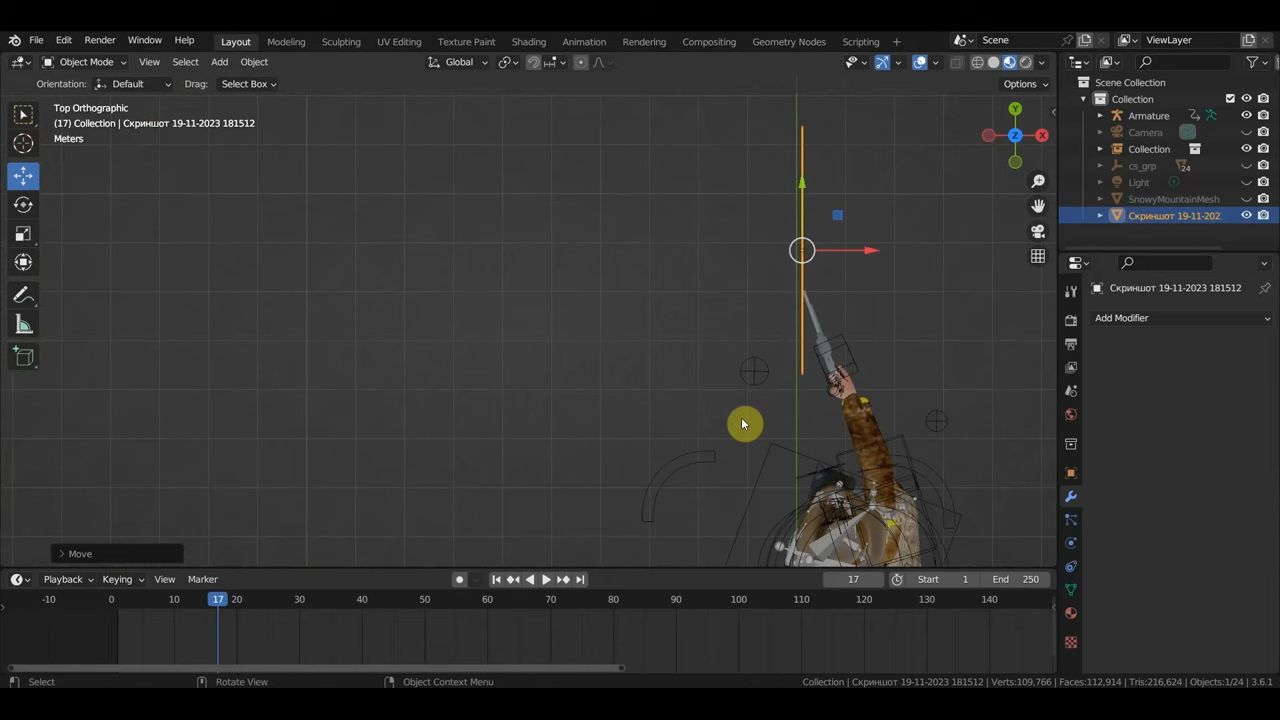 File Edit Render Window Help Layout Modeling Sculpting UV Editing Texture Paint Shading Animation Rendering Compositing Geometry Nodes Scripting + Scene ViewLayer
Object Mode View Select Add Object Global
Orientation: Default Drag: Select Box Options
Top Orthographic
(17) Collection | Скриншот 19-11-2023 181512
Meters
Y
Z
X
Scene Collection
Collection
Armature
Camera
Collection
cs_grp 24
Light
SnowyMountainMesh
Скриншот 19-11-202
Скриншот 19-11-2023 181512
Add Modifier
Move
Playback Keying View Marker 17 Start 1 End 250
-10 0 10 17 20 30 40 50 60 70 80 90 100 110 120 130 140
Select Rotate View Object Context Menu Collection | Скриншот 19-11-2023 181512 | Verts:109,766 | Faces:112,914 | Tris:216,624 | Objects:1/24 | 3.6.1